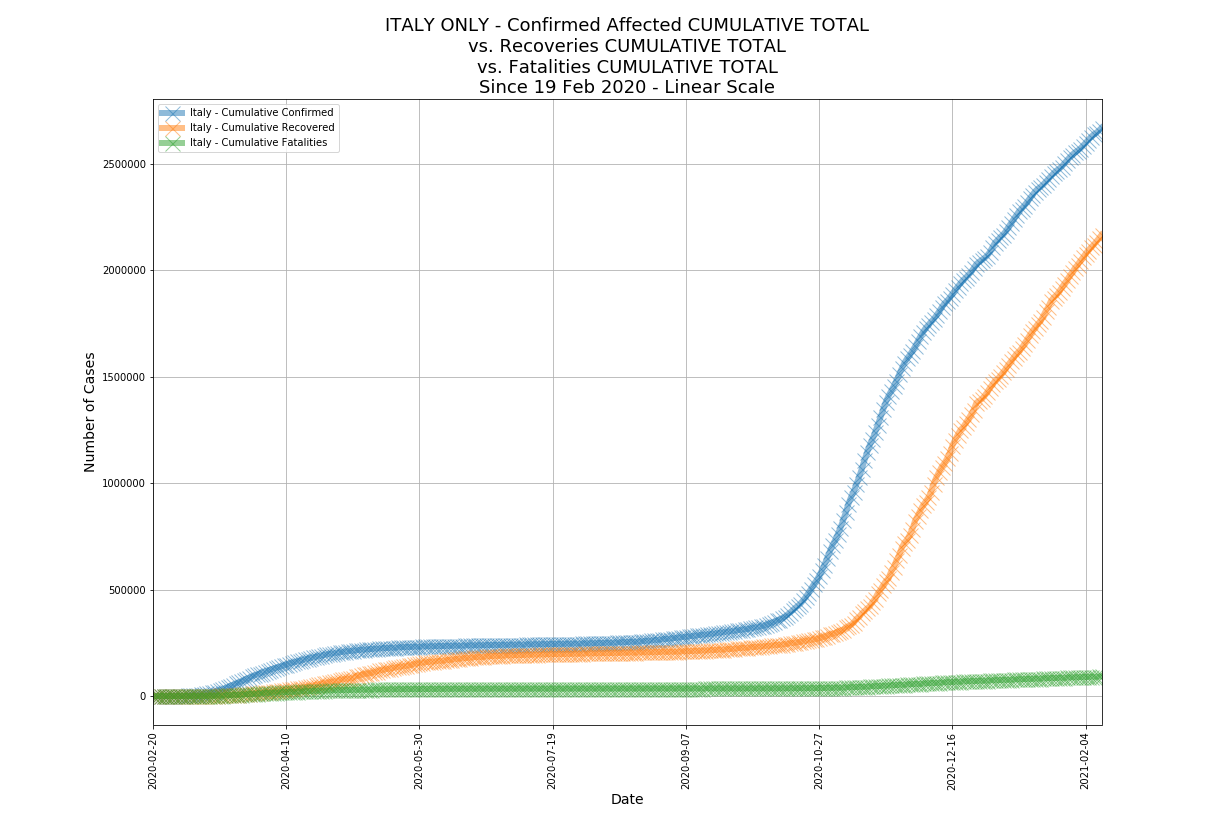 ITALY ONLY - Confirmed Affected CUMULATIVE TOTAL
vs. Recoveries CUMULATIVE TOTAL
vs. Fatalities CUMULATIVE TOTAL
Since 19 Feb 2020 - Linear Scale
Italy - Cumulative Confirmed
Italy - Cumulative Recovered
Italy - Cumulative Fatalities
Number of Cases
2500000
2000000
1500000
1000000
500000
0
2020-02-20
2020-04-10
2020-05-30
2020-07-19
2020-09-07
2020-10-27
2020-12-16
2021-02-04
Date